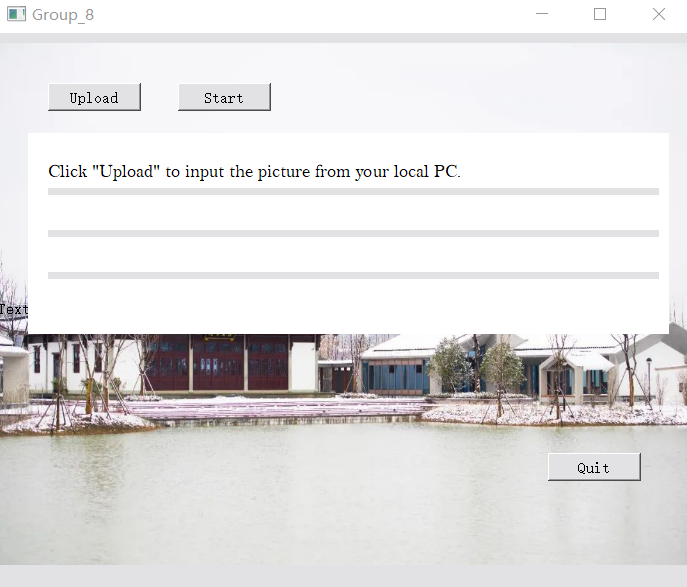 Group_8
Upload
Start
Click "Upload" to input the picture from your local PC.
Text
Quit